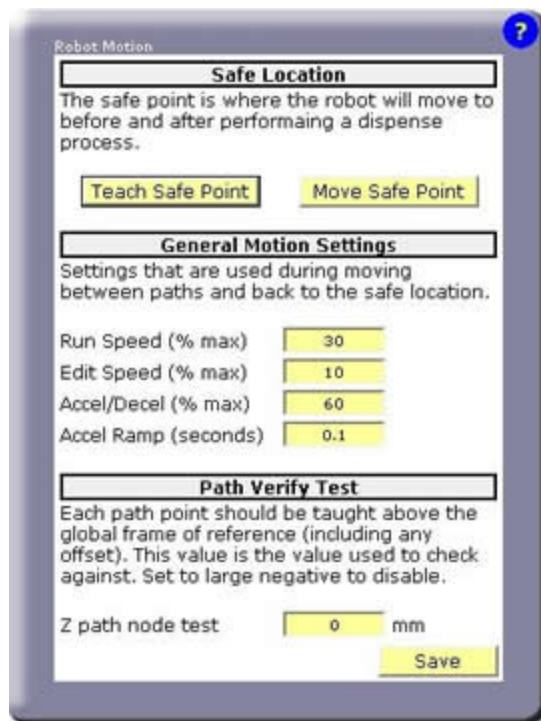 ?
Robot Motion
Safe Location
The safe point is where the robot will move to
before and after performaing a dispense
process.
Teach Safe Point Move Safe Point
General Motion Settings
Settings that are used during moving
between paths and back to the safe location.
Run Speed (% max) 30
Edit Speed (% max) 10
Accel/Decel (% max) 60
Accel Ramp (seconds) 0.1
Path Verify Test
Each path point should be taught above the
global frame of reference (including any
offset). This value is the value used to check
against. Set to large negative to disable.
Z path node test 0 mm
Save